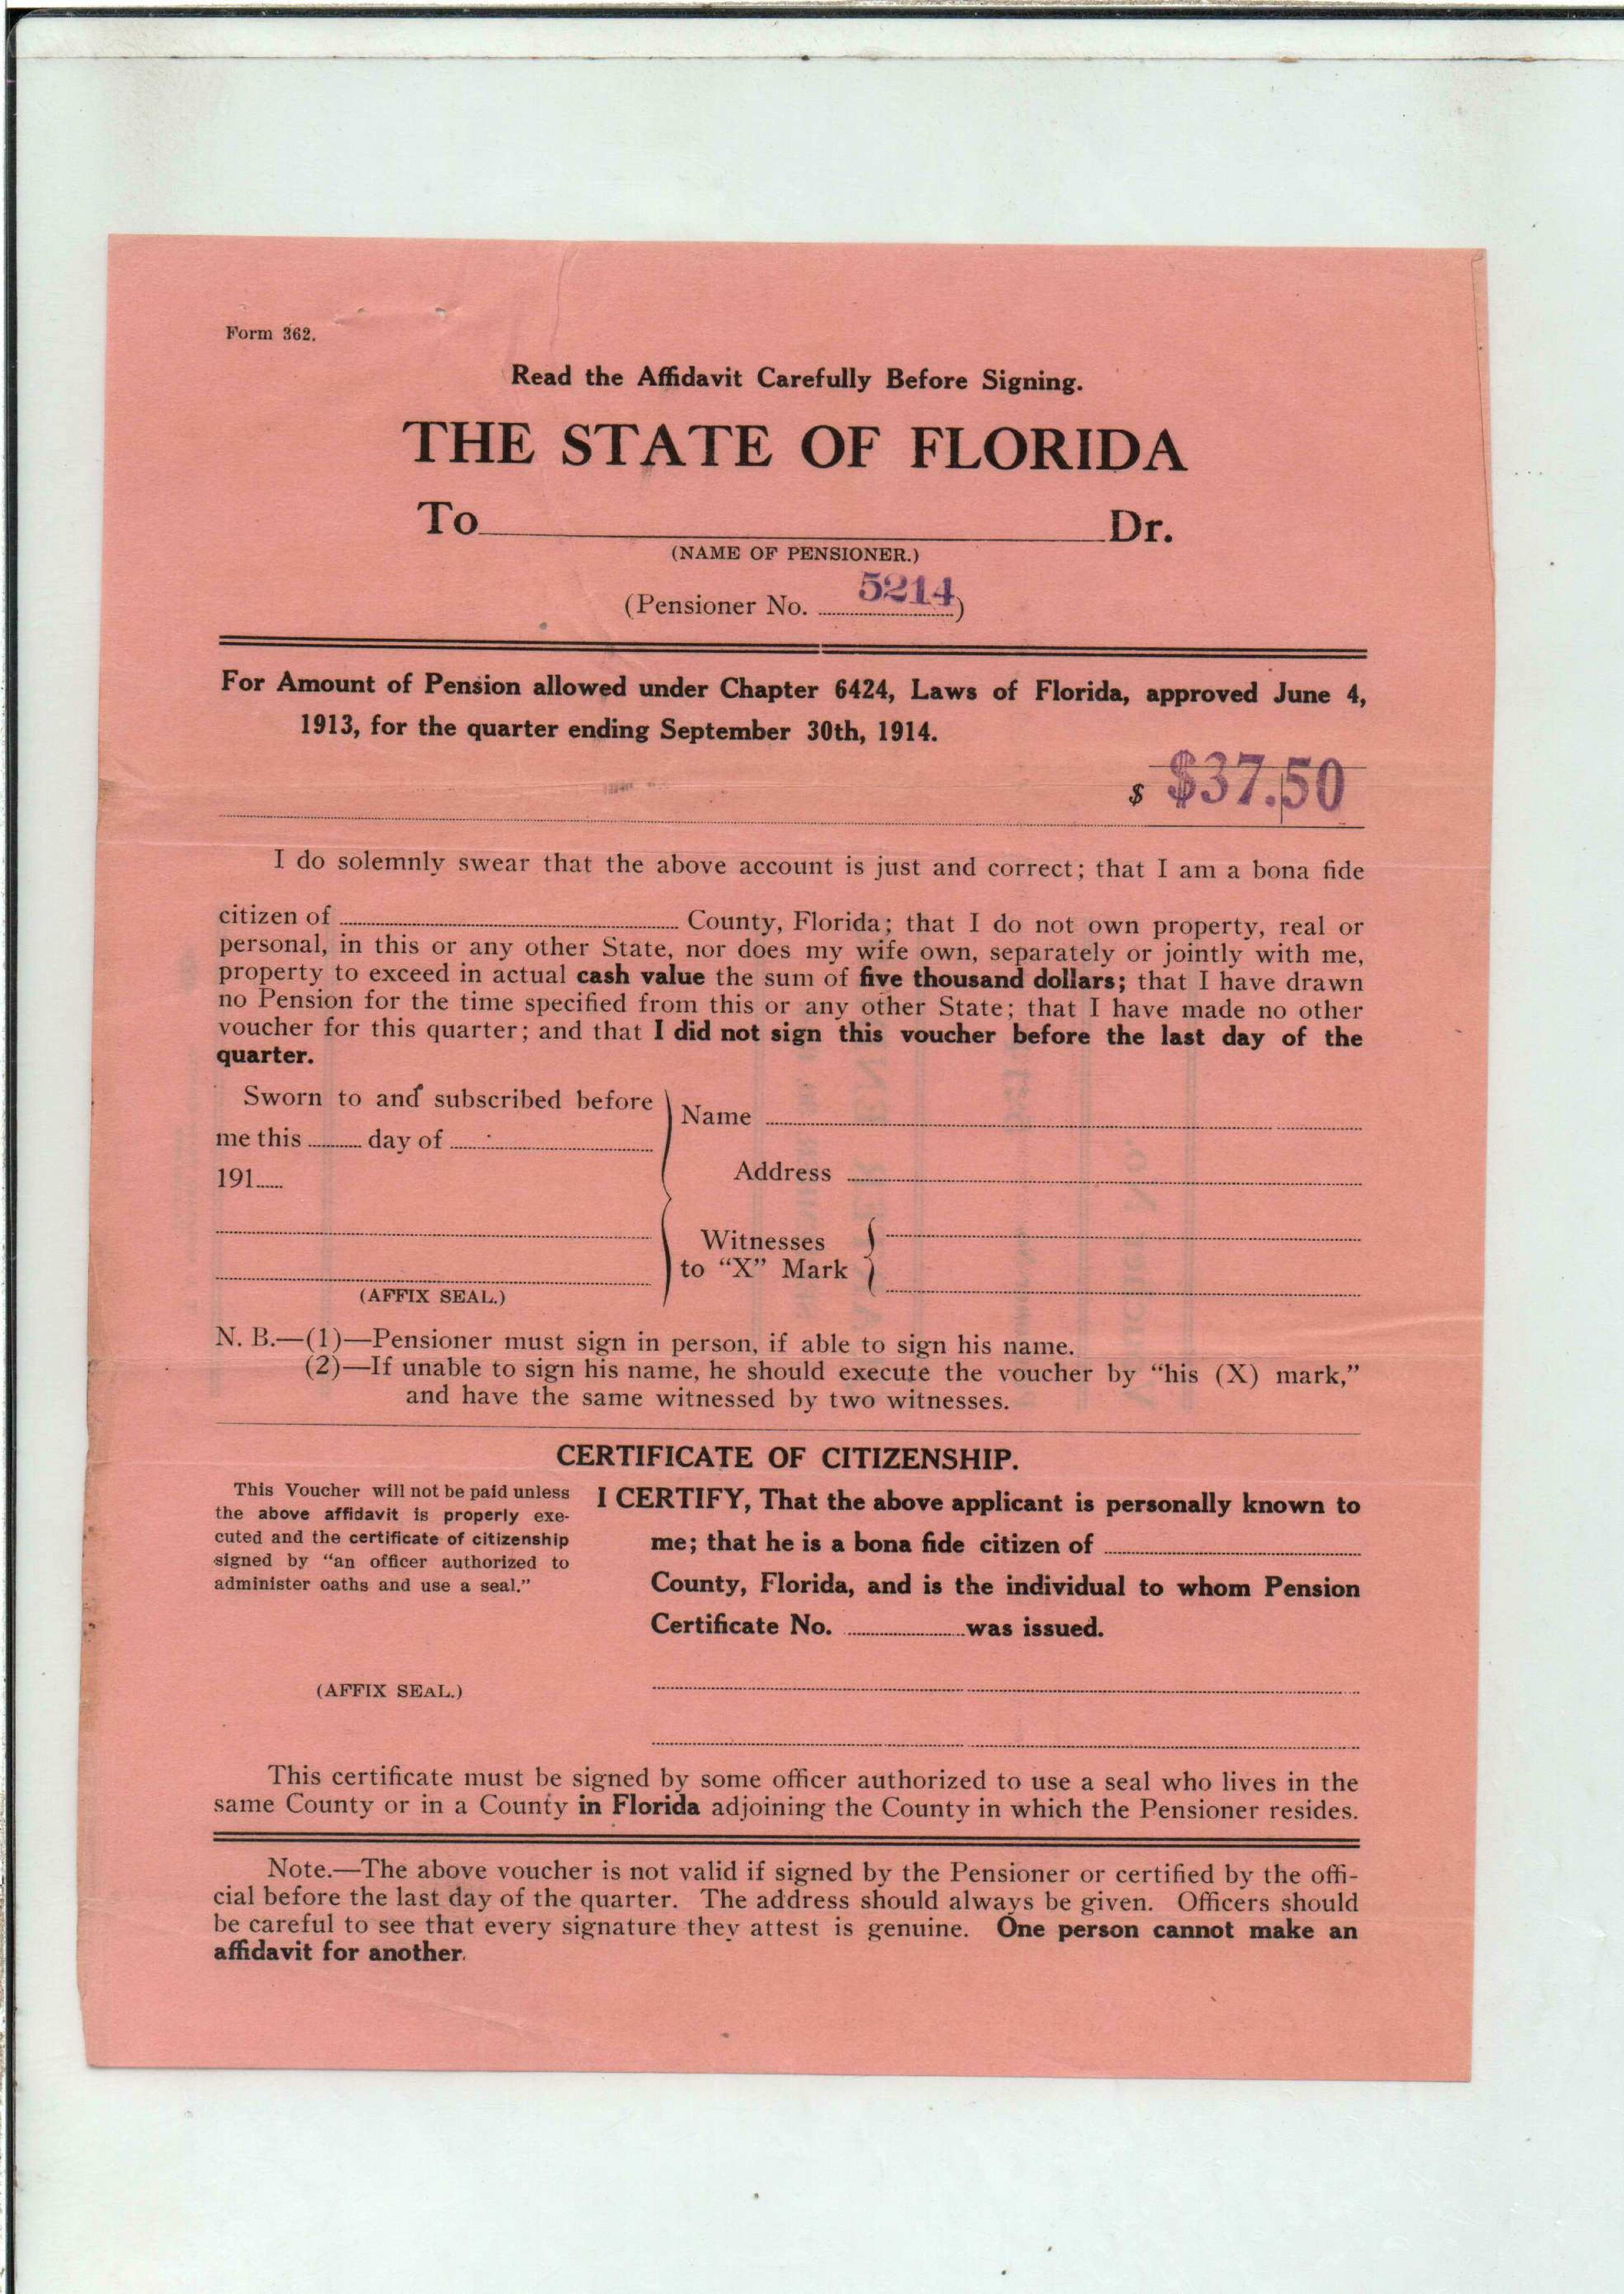 Form 362.
Read the Affidavit Carefully Before Signing.
THE STATE OF FLORIDA
To Dr.
(NAME OF PENSIONER.)
(Pensioner No. 5214)
For Amount of Pension allowed under Chapter 6424, Laws of Florida, approved June 4,
1913, for the quarter ending September 30th, 1914.
$ $37.50
I do solemnly swear that the above account is just and correct; that I am a bona fide
citizen of County, Florida; that I do not own property, real or
personal, in this or any other State, nor does my wife own, separately or jointly with me,
property to exceed in actual cash value the sum of five thousand dollars; that I have drawn
no Pension for the time specified from this or any other State; that I have made no other
voucher for this quarter; and that I did not sign this voucher before the last day of the
quarter.
Sworn to and subscribed before
me this day of
191
(AFFIX SEAL.)
Name
Address
Witnesses
to “X” Mark
N. B.—(1)—Pensioner must sign in person, if able to sign his name.
(2)—If unable to sign his name, he should execute the voucher by “his (X) mark,”
and have the same witnessed by two witnesses.
CERTIFICATE OF CITIZENSHIP.
This Voucher will not be paid unless
the above affidavit is properly exe-
cuted and the certificate of citizenship
signed by “an officer authorized to
administer oaths and use a seal.”
(AFFIX SEAL.)
I CERTIFY, That the above applicant is personally known to
me; that he is a bona fide citizen of
County, Florida, and is the individual to whom Pension
Certificate No. was issued.
This certificate must be signed by some officer authorized to use a seal who lives in the
same County or in a County in Florida adjoining the County in which the Pensioner resides.
Note.—The above voucher is not valid if signed by the Pensioner or certified by the offi-
cial before the last day of the quarter. The address should always be given. Officers should
be careful to see that every signature they attest is genuine. One person cannot make an
affidavit for another.